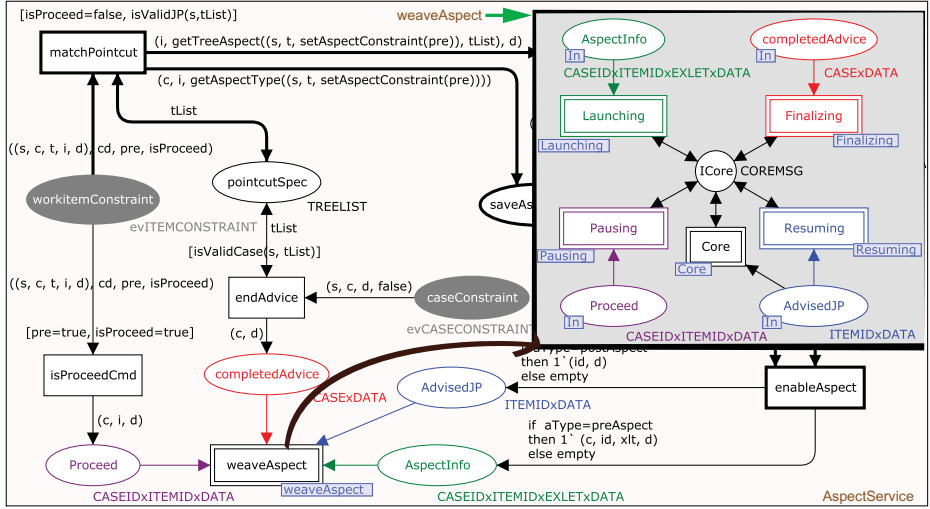 [isProceed=false, isValidJP(s,tList)]
matchPointcut
(i, getTreeAspect((s, t, setAspectConstraint(pre)), tList), d)
(c, i, getAspectType((s, t, setAspectConstraint(pre))))
tList
((s, c, t, i, d), cd, pre, isProceed)
workitemConstraint
evITEMCONSTRAINT
pointcutSpec
TREELIST
tList
[isValidCase(s, tList)]
saveAs
((s, c, t, i, d), cd, pre, isProceed)
endAdvice
(s, c, d, false)
caseConstraint
evCASECONSTRAINT
[pre=true, isProceed=true]
(c, d)
isProceedCmd
completedAdvice
CASExDATA
(c, i, d)
AdvisedJP
ITEMIDxDATA
then 1`(id, d)
else empty
enableAspect
if aType=preAspect
then 1` (c, id, xlt, d)
else empty
Proceed
CASEIDxITEMIDxDATA
weaveAspect
weaveAspect
AspectInfo
CASEIDxITEMIDxEXLETxDATA
AspectService
weaveAspect
AspectInfo
In
CASEIDxITEMIDxEXLETxDATA
completedAdvice
In
CASExDATA
Launching
Launching
Finalizing
Finalizing
ICore
COREMSG
Pausing
Pausing
Core
Core
Resuming
Resuming
Proceed
In
CASEIDxITEMIDxDATA
AdvisedJP
In
ITEMIDxDATA